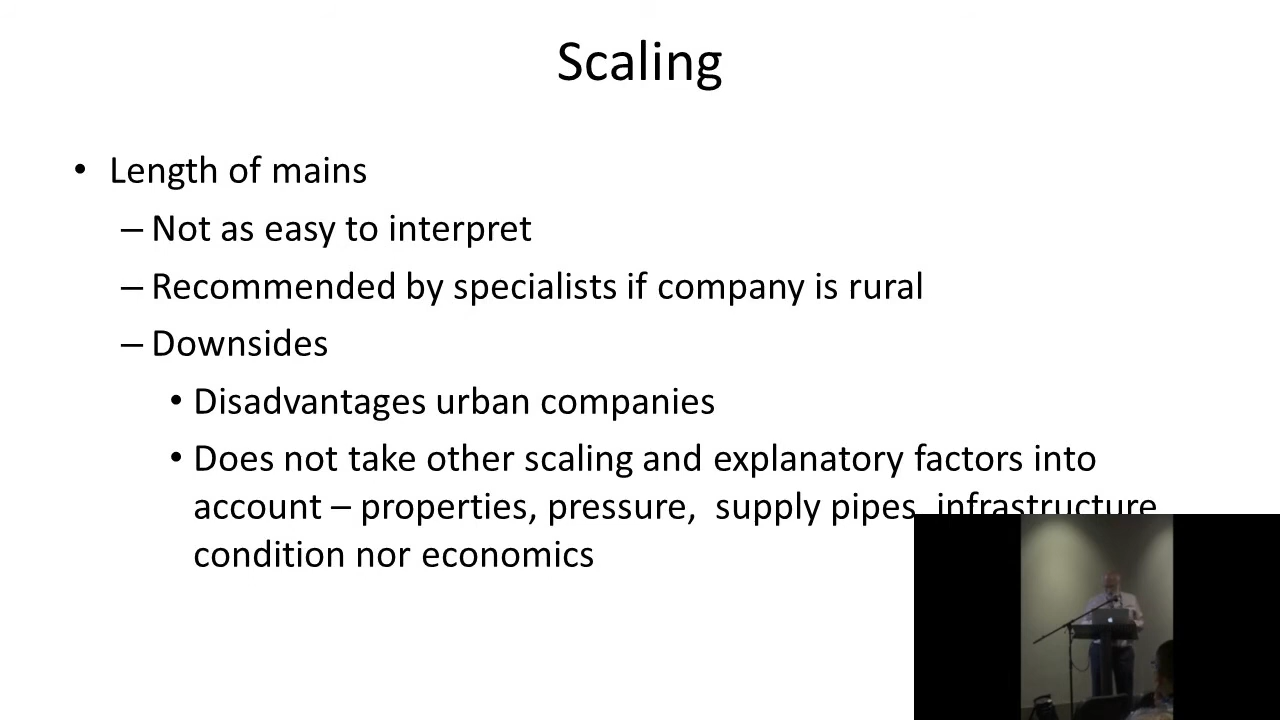 Scaling
• Length of mains
– Not as easy to interpret
– Recommended by specialists if company is rural
– Downsides
• Disadvantages urban companies
• Does not take other scaling and explanatory factors into
account – properties, pressure,  supply pipes, infrastructure
condition nor economics